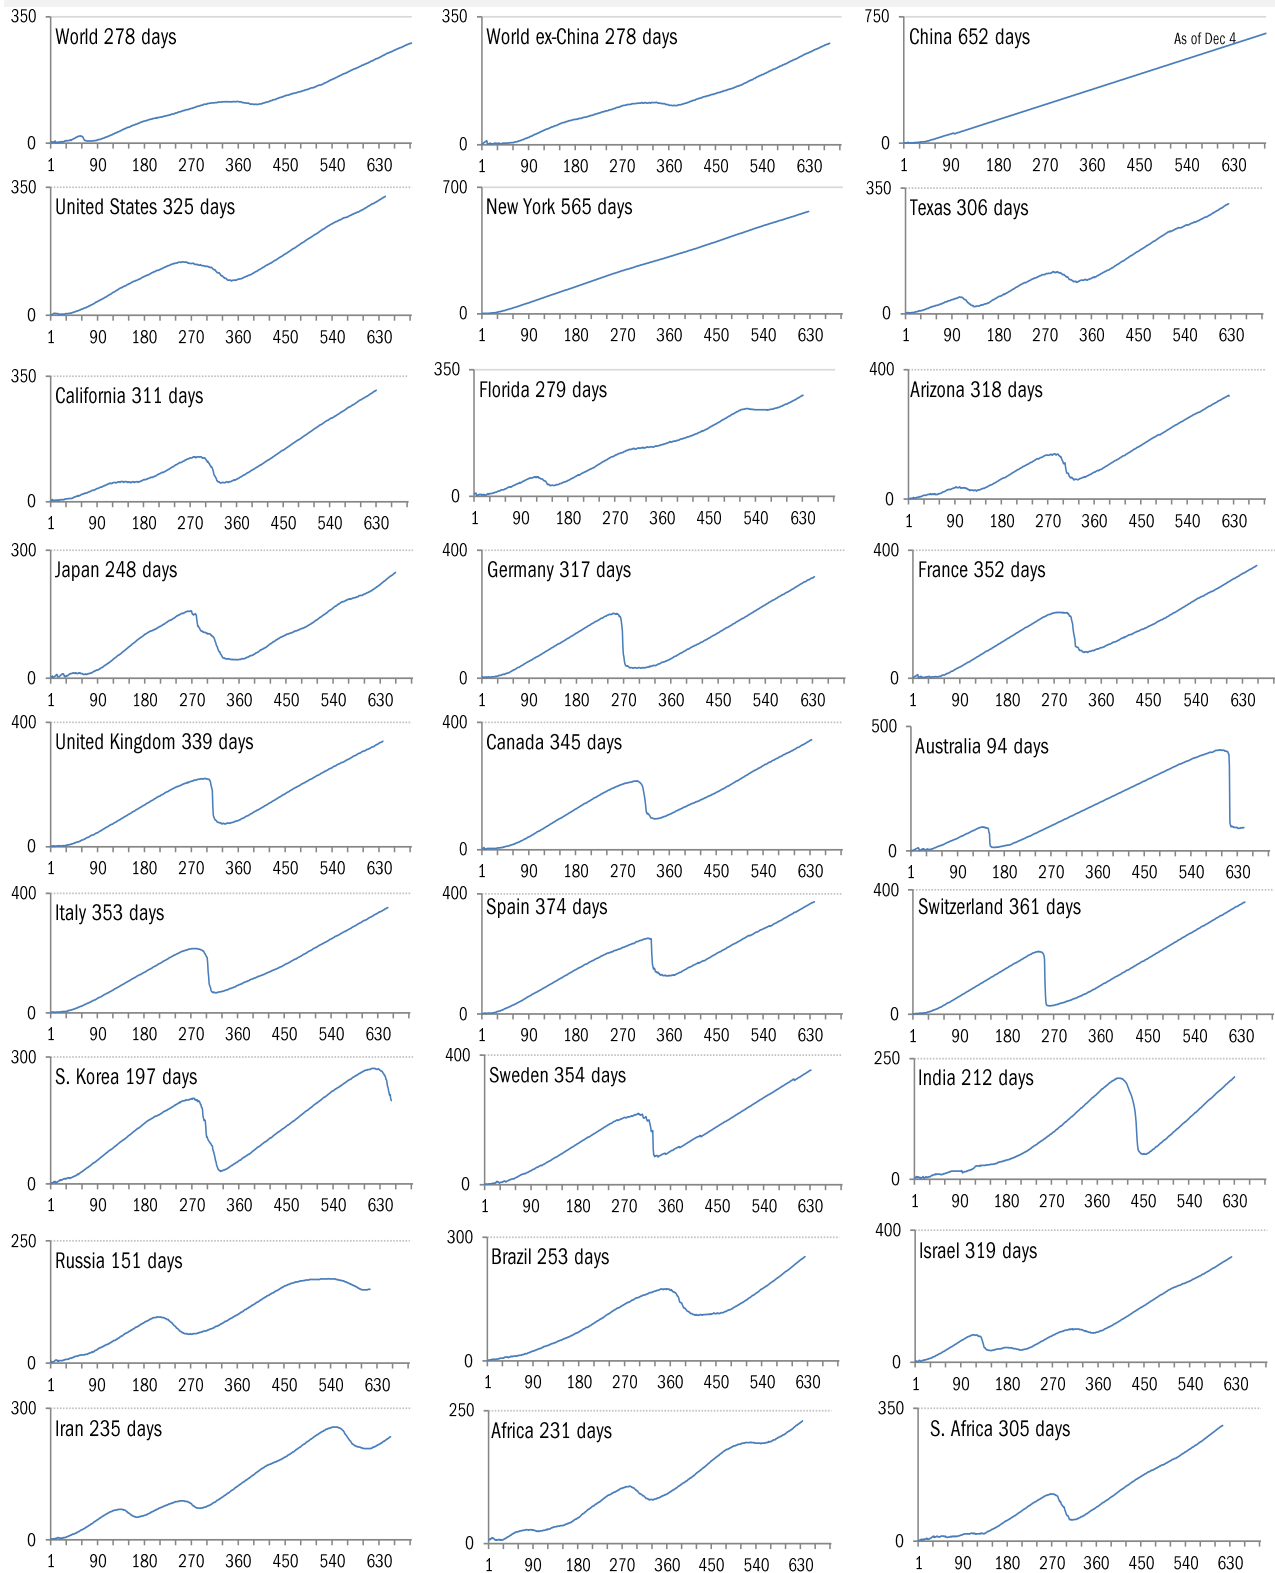 350
World 278 days
0
1 90 180 270 360 450 540 630
350
World ex-China 278 days
0
1 90 180 270 360 450 540 630
750
China 652 days
As of Dec 4
0
1 90 180 270 360 450 540 630
350
United States 325 days
0
1 90 180 270 360 450 540 630
700
New York 565 days
0
1 90 180 270 360 450 540 630
350
Texas 306 days
0
1 90 180 270 360 450 540 630
350
California 311 days
0
1 90 180 270 360 450 540 630
350
Florida 279 days
0
1 90 180 270 360 450 540 630
400
Arizona 318 days
0
1 90 180 270 360 450 540 630
300
Japan 248 days
0
1 90 180 270 360 450 540 630
400
Germany 317 days
0
1 90 180 270 360 450 540 630
400
France 352 days
0
1 90 180 270 360 450 540 630
400
United Kingdom 339 days
0
1 90 180 270 360 450 540 630
400
Canada 345 days
0
1 90 180 270 360 450 540 630
500
Australia 94 days
0
1 90 180 270 360 450 540 630
400
Italy 353 days
0
1 90 180 270 360 450 540 630
400
Spain 374 days
0
1 90 180 270 360 450 540 630
400
Switzerland 361 days
0
1 90 180 270 360 450 540 630
300
S. Korea 197 days
0
1 90 180 270 360 450 540 630
400
Sweden 354 days
0
1 90 180 270 360 450 540 630
250
India 212 days
0
1 90 180 270 360 450 540 630
250
Russia 151 days
0
1 90 180 270 360 450 540 630
300
Brazil 253 days
0
1 90 180 270 360 450 540 630
400
Israel 319 days
0
1 90 180 270 360 450 540 630
300
Iran 235 days
0
1 90 180 270 360 450 540 630
250
Africa 231 days
0
1 90 180 270 360 450 540 630
350
S. Africa 305 days
0
1 90 180 270 360 450 540 630